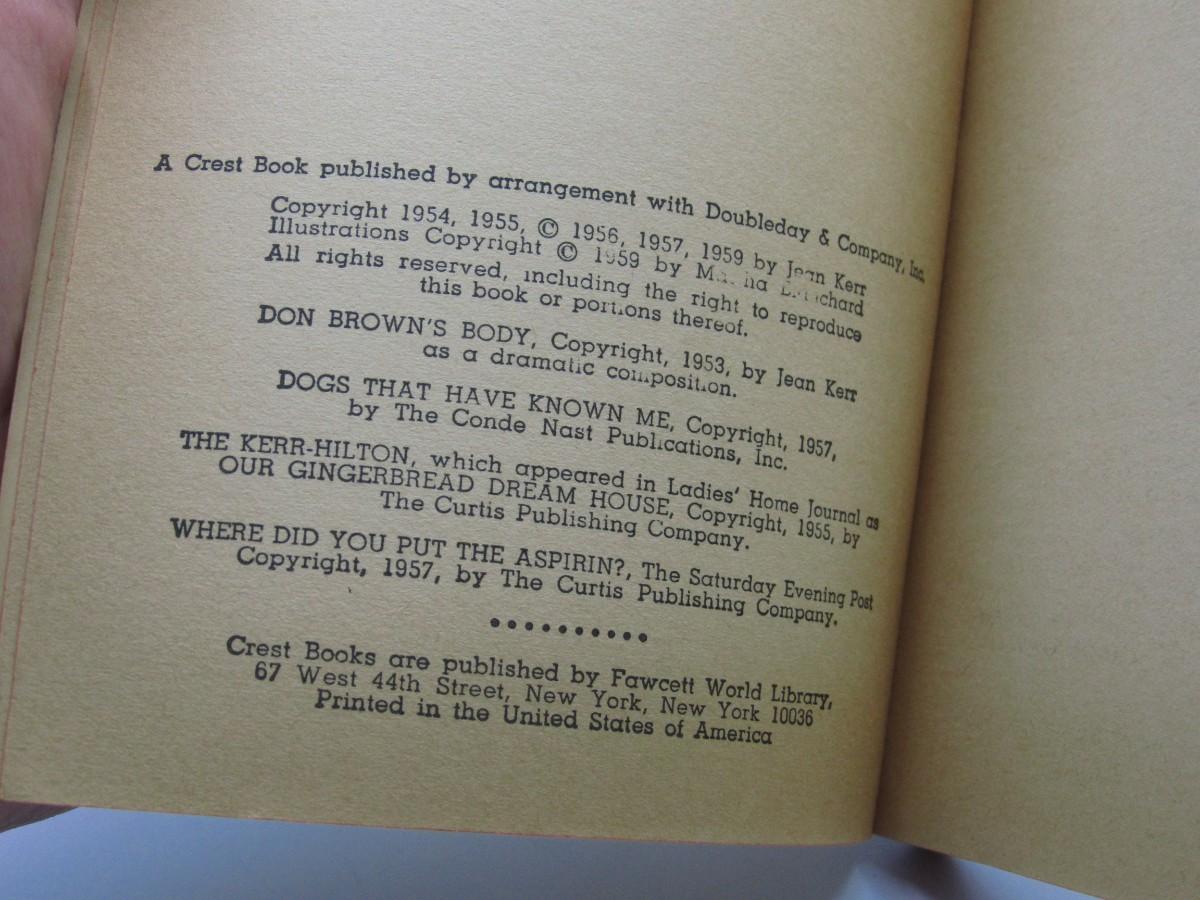 A Crest Book published by arrangement with Doubleday & Company, Inc.
Copyright 1954, 1955, © 1956, 1957, 1959 by Jean Kerr
Illustrations Copyright © 1959 by
All rights reserved, including the right to reproduce
this book or portions thereof.
DON BROWN'S BODY, Copyright, 1953, by Jean Kerr
as a dramatic composition.
DOGS THAT HAVE KNOWN ME, Copyright, 1957,
by The Conde Nast Publications, Inc.
THE KERR-HILTON, which appeared in Ladies' Home Journal as
OUR GINGERBREAD DREAM HOUSE, Copyright, 1955, by
The Curtis Publishing Company.
WHERE DID YOU PUT THE ASPIRIN?, The Saturday Evening Post
Copyright, 1957, by The Curtis Publishing Company.
••••••••••
Crest Books are published by Fawcett World Library,
67 West 44th Street, New York, New York 10036
Printed in the United States of America